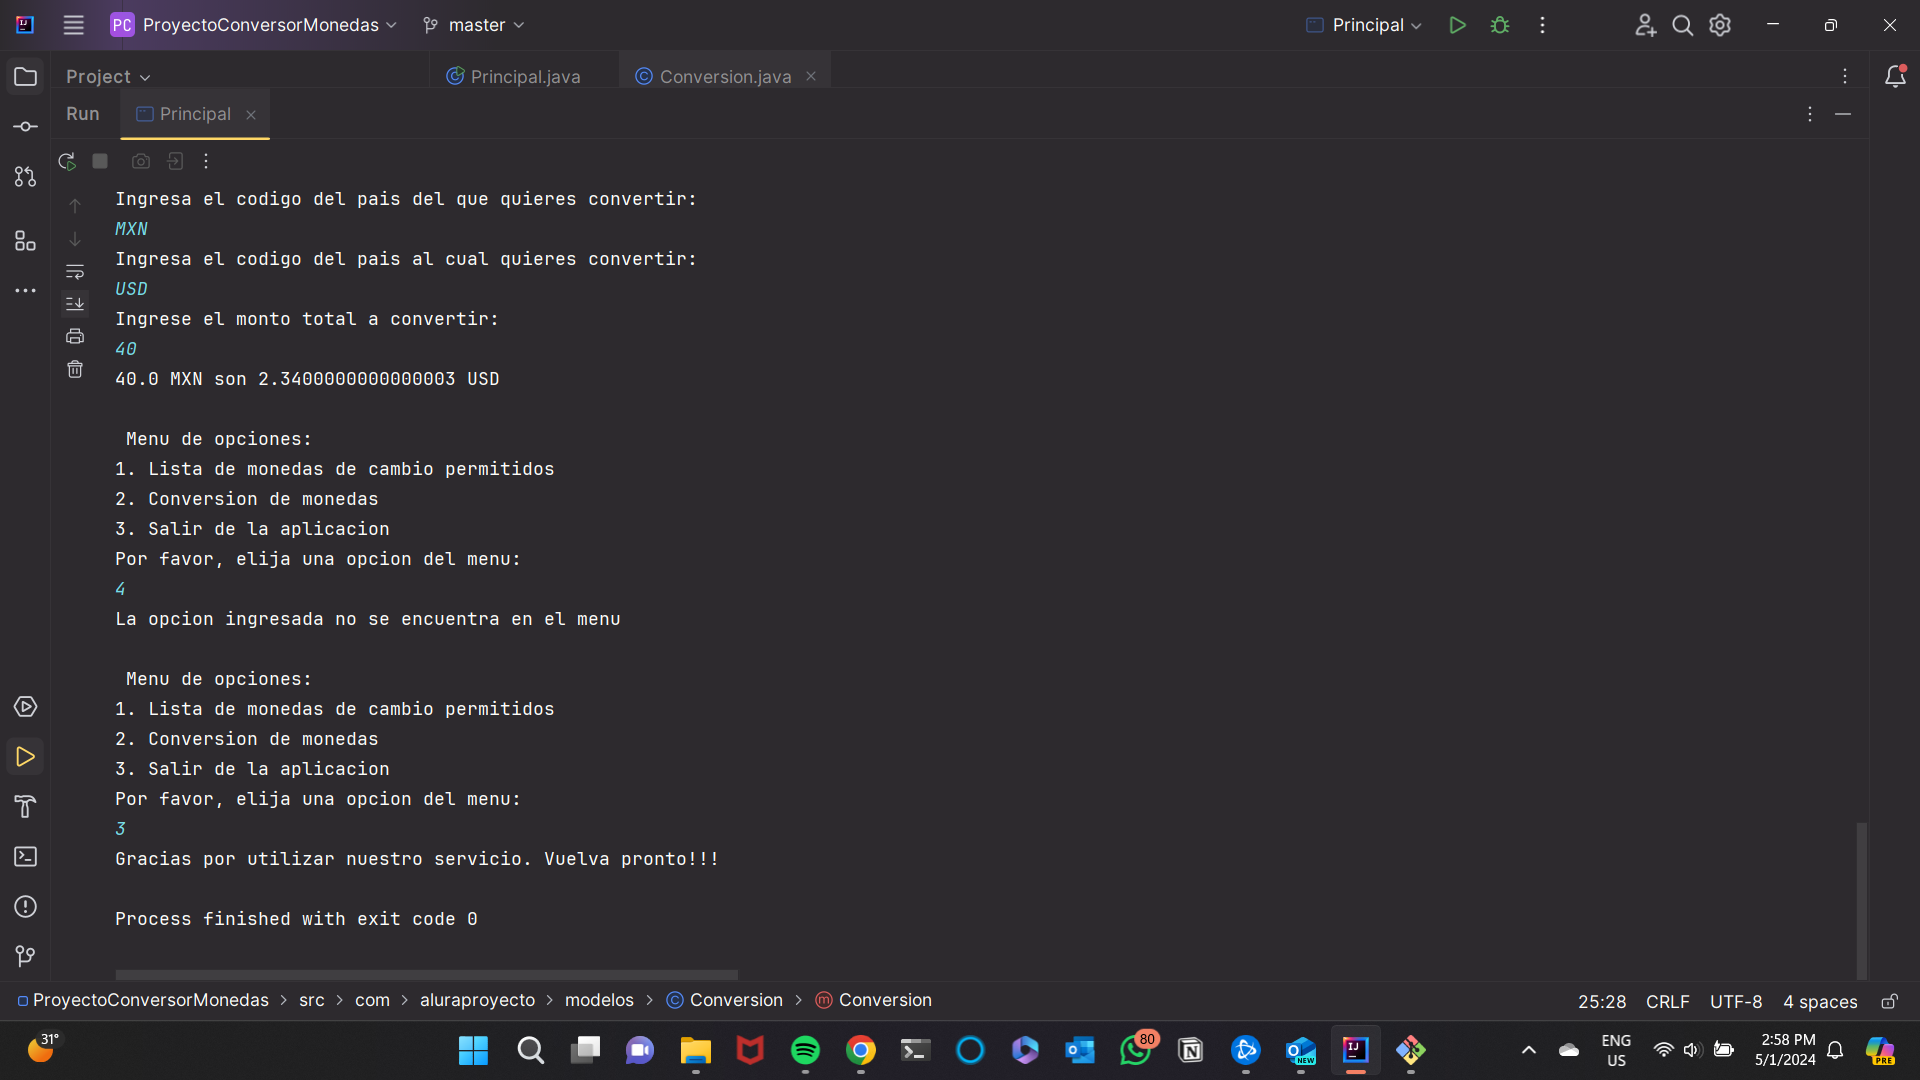 PC ProyectoConversorMonedas master Principal
Project Principal.java Conversion.java
Run Principal
Ingresa el codigo del pais del que quieres convertir:
MXN
Ingresa el codigo del pais al cual quieres convertir:
USD
Ingrese el monto total a convertir:
40
40.0 MXN son 2.3400000000000003 USD
Menu de opciones:
1. Lista de monedas de cambio permitidos
2. Conversion de monedas
3. Salir de la aplicacion
Por favor, elija una opcion del menu:
4
La opcion ingresada no se encuentra en el menu
Menu de opciones:
1. Lista de monedas de cambio permitidos
2. Conversion de monedas
3. Salir de la aplicacion
Por favor, elija una opcion del menu:
3
Gracias por utilizar nuestro servicio. Vuelva pronto!!!
Process finished with exit code 0
ProyectoConversorMonedas > src > com > aluraproyecto > modelos > Conversion > Conversion 25:28 CRLF UTF-8 4 spaces
31° 80 NEW ENG US 2:58 PM 5/1/2024 PRE